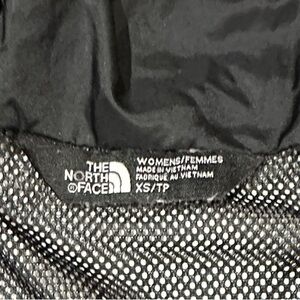 THE
NORTH
FACE
WOMENS/FEMMES
MADE IN VIETNAM
FABRIQUÉ AU VIETNAM
XS/TP